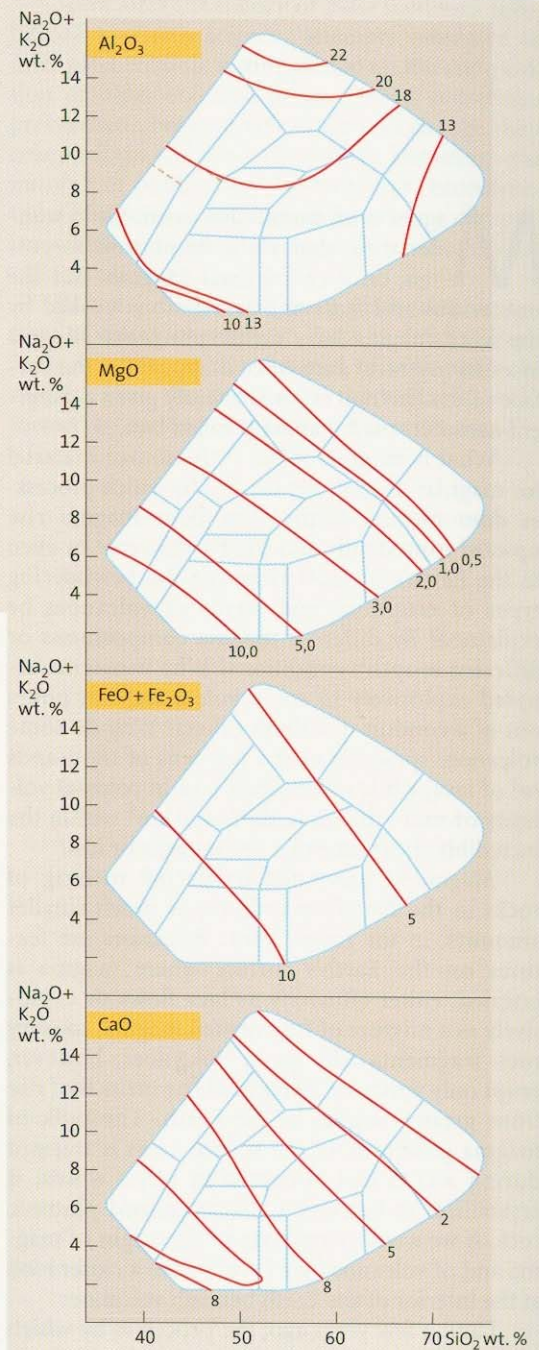 Na₂O+
K₂O
wt. %
Al₂O₃
14
12
10
8
6
4
22
20
18
13
10 13
Na₂O+
K₂O
wt. %
MgO
14
12
10
8
6
4
0,5
1,0
2,0
3,0
5,0
10,0
Na₂O+
K₂O
wt. %
FeO + Fe₂O₃
14
12
10
8
6
4
5
10
Na₂O+
K₂O
wt. %
CaO
14
12
10
8
6
4
2
5
8
8
40 50 60 70 SiO₂ wt. %